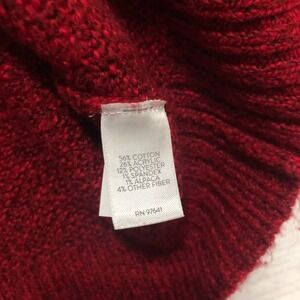 56% COTTON
26% ACRYLIC
12% POLYESTER
1% SPANDEX
1% ALPACA
4% OTHER FIBER
RN 97641